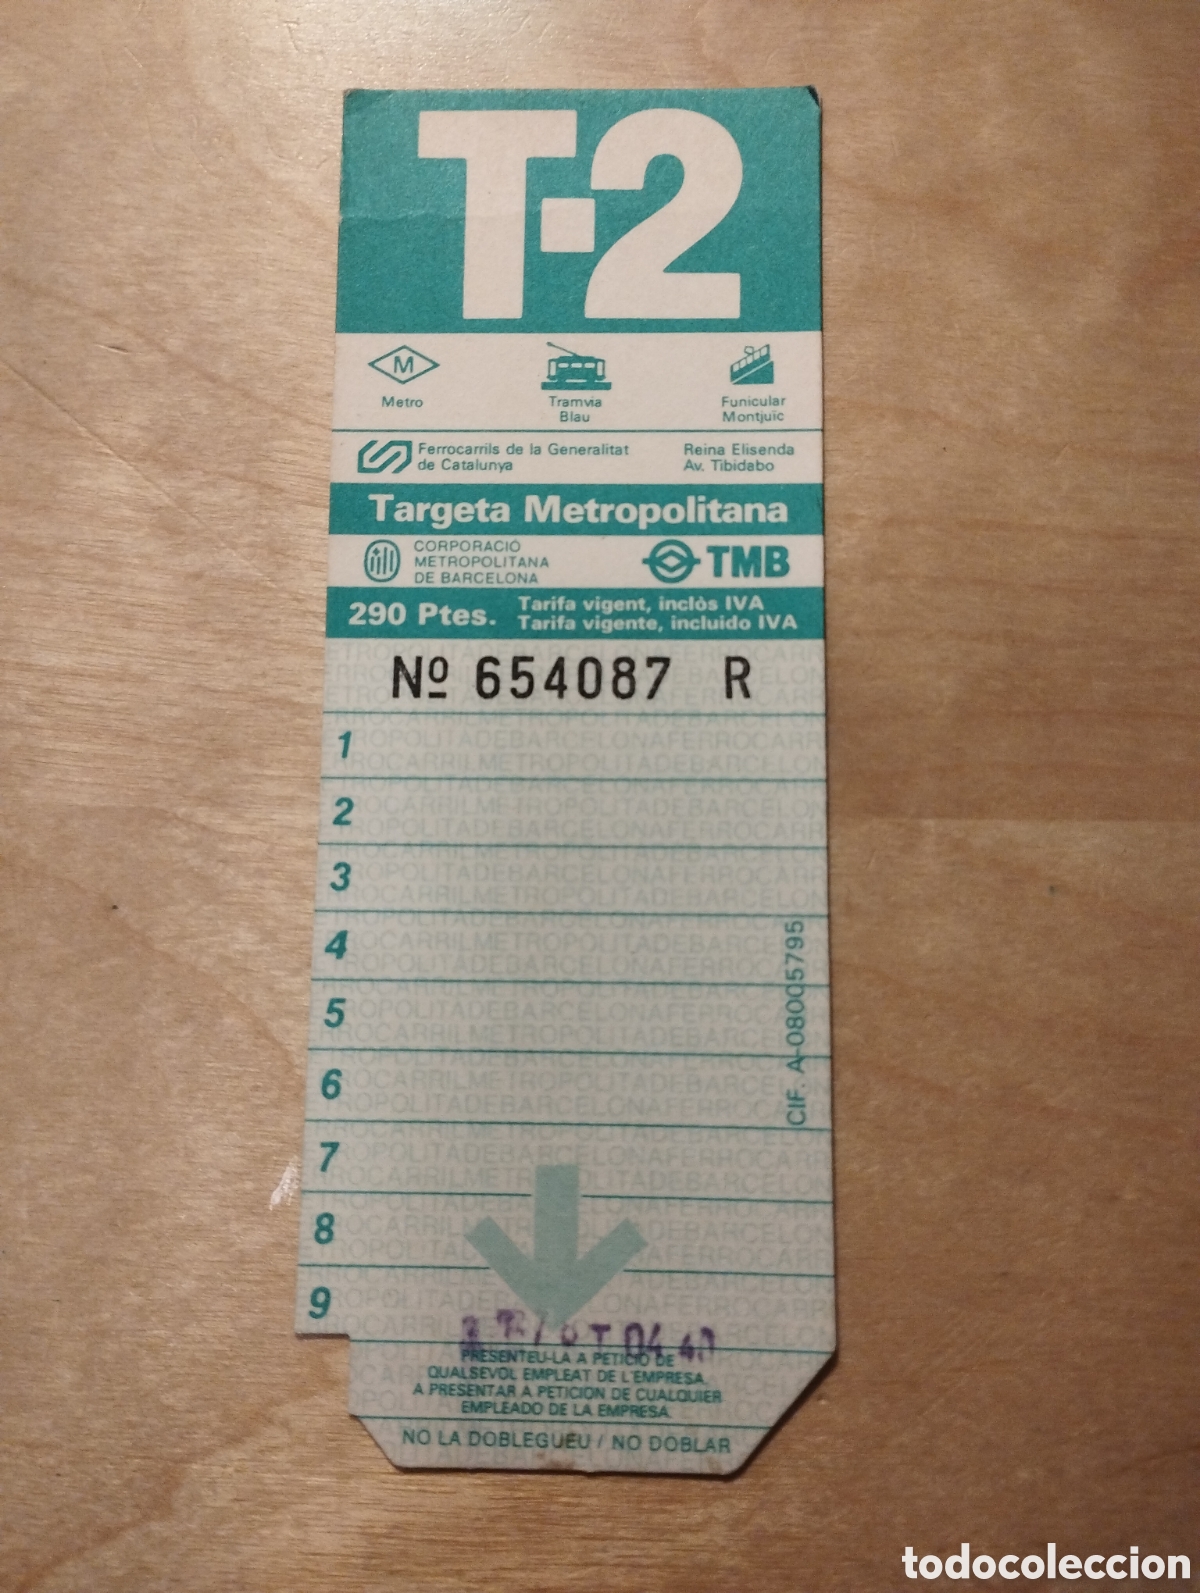 T·2
M
Metro
Tramvia
Blau
Funicular
Montjuïc
Ferrocarrils de la Generalitat
de Catalunya
Reina Elisenda
Av. Tibidabo
Targeta Metropolitana
CORPORACIÓ
METROPOLITANA
DE BARCELONA
TMB
290 Ptes.
Tarifa vigent, inclòs IVA
Tarifa vigente, incluido IVA
Nº 654087 R
1
2
3
4
5
6
7
8
9
CIF. A-08005795
PRESENTEU-LA A PETICIÓ DE
QUALSEVOL EMPLEAT DE L'EMPRESA.
A PRESENTAR A PETICION DE CUALQUIER
EMPLEADO DE LA EMPRESA.
NO LA DOBLEGUEU / NO DOBLAR
todocoleccion